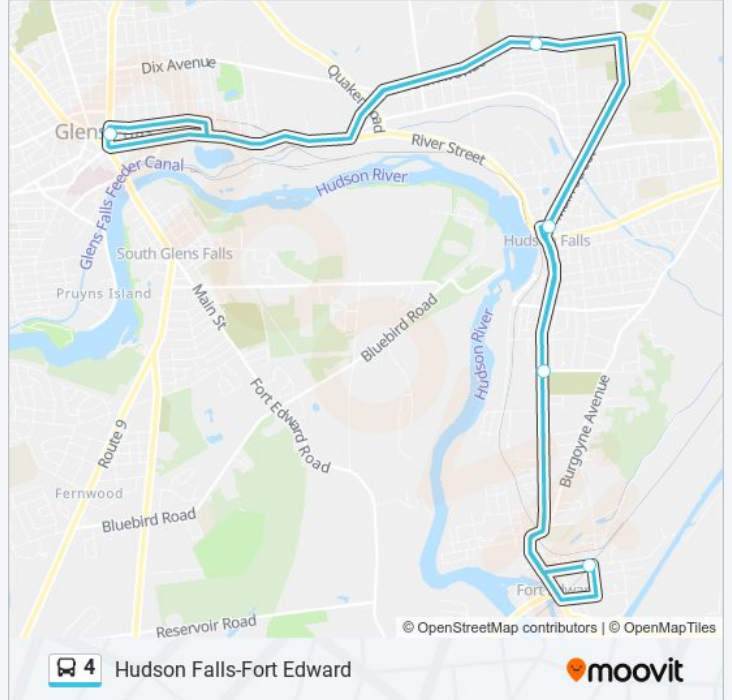 Dix Avenue
Quaker Road
Glens
River Street
Glens Falls Feeder Canal
Hudson River
South Glens Falls
Falls
Pruyns Island
Main St
Hudson River
Bluebird Road
Fort Edward Road
Burgoyne Avenue
Route 9
Fernwood
Bluebird Road
Fort
Reservoir Road
© OpenStreetMap contributors | © OpenMapTiles
4 Hudson Falls-Fort Edward
moovit